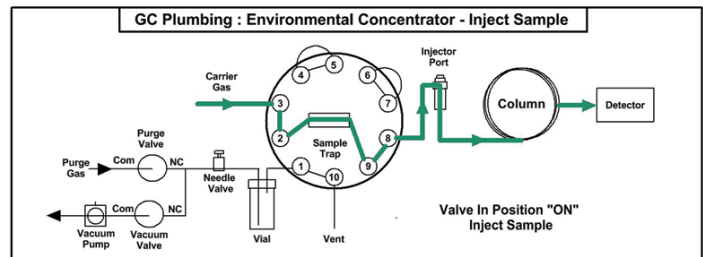 GC Plumbing : Environmental Concentrator - Inject Sample
Carrier
Gas
Injector
Port
5
4
6
3
7
2
8
1
9
10
Sample
Trap
Column
Detector
Purge
Valve
Purge
Gas
Com
NC
Needle
Valve
Com
NC
Vacuum
Pump
Vacuum
Valve
Vial
Vent
Valve In Position "ON"
Inject Sample